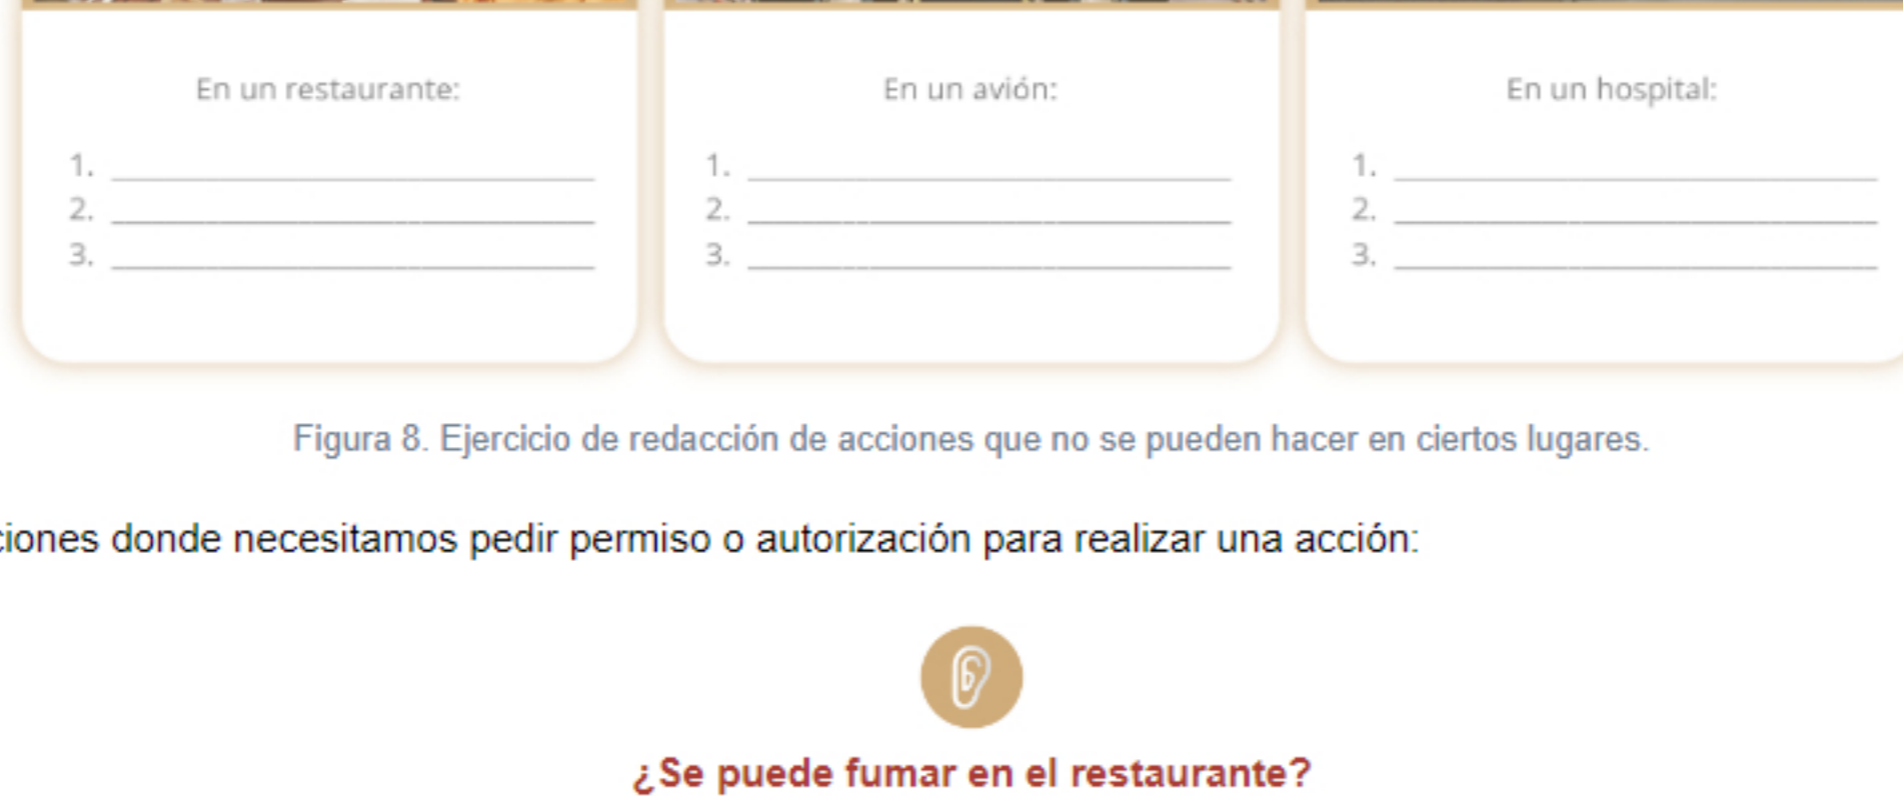 En un restaurante:
1.
2.
3.
En un avión:
1.
2.
3.
En un hospital:
1.
2.
3.
Figura 8. Ejercicio de redacción de acciones que no se pueden hacer en ciertos lugares.
donde necesitamos pedir permiso o autorización para realizar una acción:
¿Se puede fumar en el restaurante?